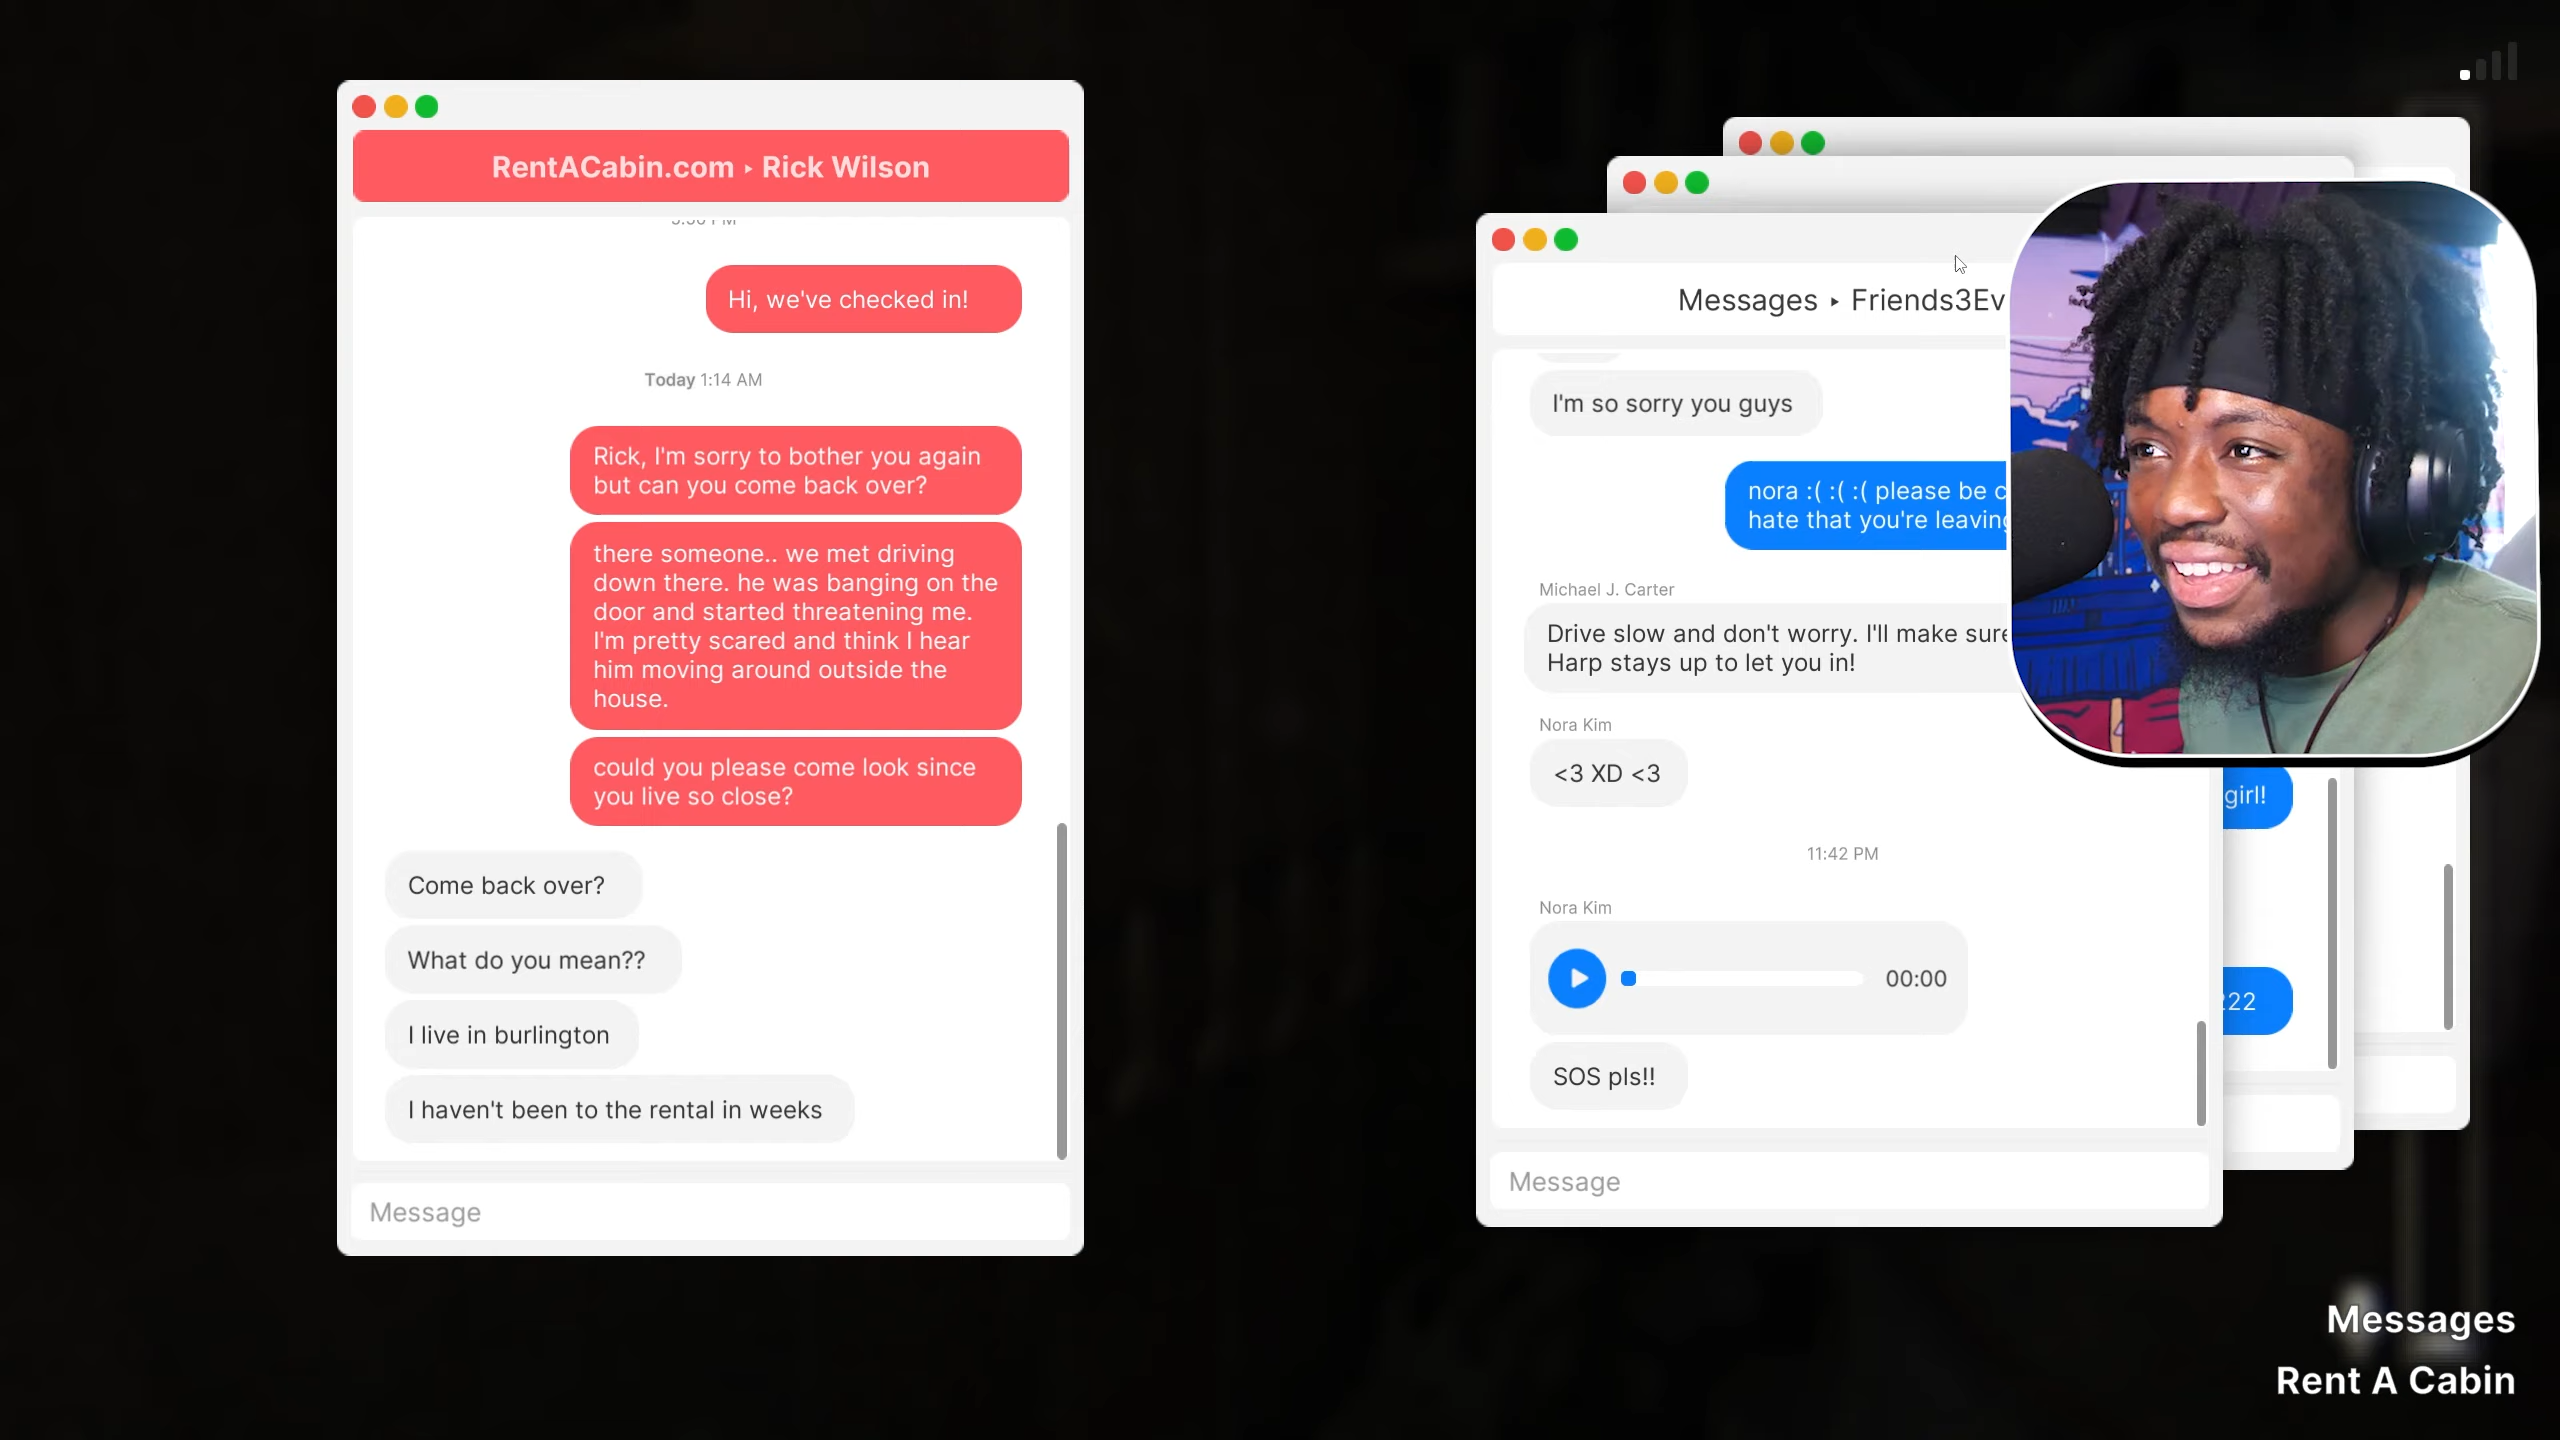 RentACabin.com ▸ Rick Wilson
Hi, we've checked in!
Today 1:14 AM
Rick, I'm sorry to bother you again
but can you come back over?
there someone.. we met driving
down there. he was banging on the
door and started threatening me.
I'm pretty scared and think I hear
him moving around outside the
house.
could you please come look since
you live so close?
Come back over?
What do you mean??
I live in burlington
I haven't been to the rental in weeks
Message
Messages ▸ Friends3Ev
I'm so sorry you guys
nora :( :( :( please be c
hate that you're leaving
Michael J. Carter
Drive slow and don't worry. I'll make sure
Harp stays up to let you in!
Nora Kim
<3 XD <3
11:42 PM
Nora Kim
00:00
SOS pls!!
Message
girl!
222
Messages
Rent A Cabin